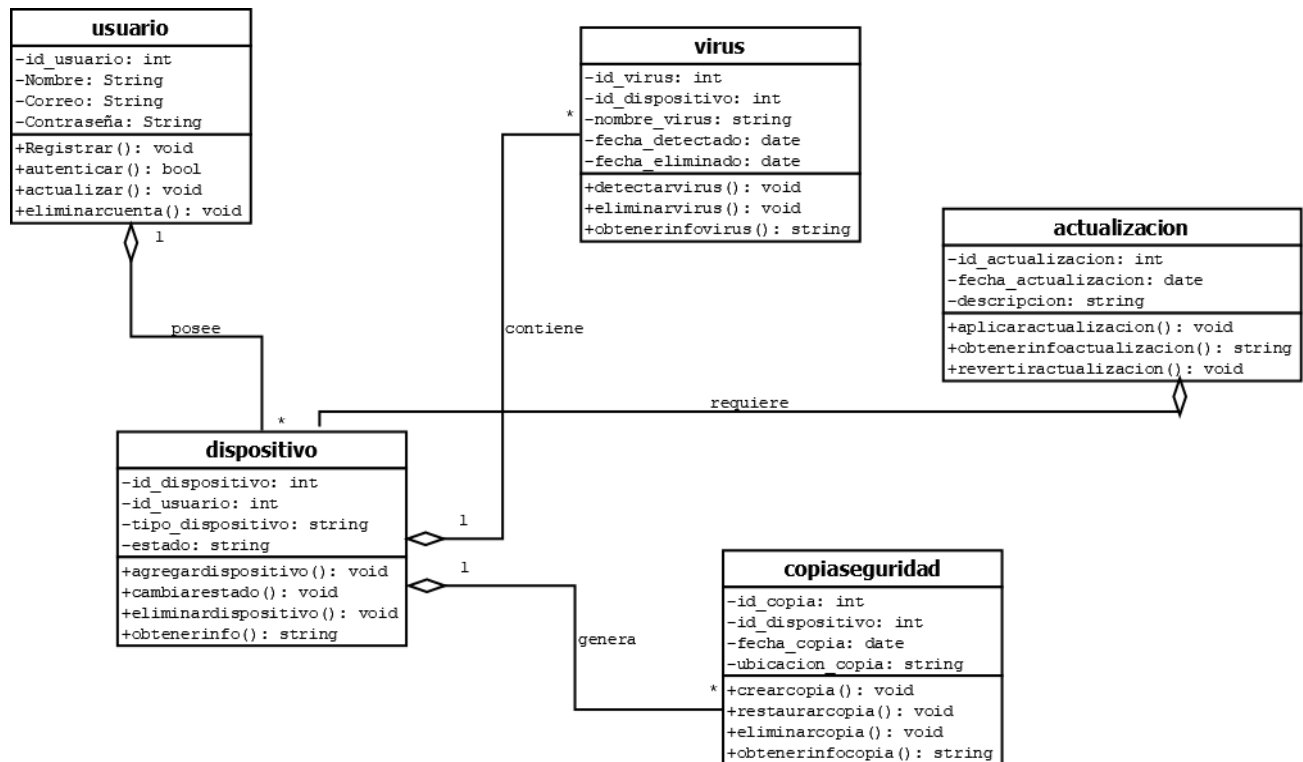 usuario
-id_usuario: int
-Nombre: String
-Correo: String
-Contraseña: String
+Registrar(): void
+autenticar(): bool
+actualizar(): void
+eliminarcuenta(): void
1
posee
*
virus
-id_virus: int
-id_dispositivo: int
-nombre_virus: string
-fecha_detectado: date
-fecha_eliminado: date
+detectarvirus(): void
+eliminarvirus(): void
+obtenerinfovirus(): string
*
contiene
1
actualizacion
-id_actualizacion: int
-fecha_actualizacion: date
-descripcion: string
+aplicaractualizacion(): void
+obtenerinfoactualizacion(): string
+revertiractualizacion(): void
requiere
dispositivo
-id_dispositivo: int
-id_usuario: int
-tipo_dispositivo: string
-estado: string
+agregardispositivo(): void
+cambiarestado(): void
+eliminardispositivo(): void
+obtenerinfo(): string
1
genera
*
copiaseguridad
-id_copia: int
-id_dispositivo: int
-fecha_copia: date
-ubicacion_copia: string
+crearcopia(): void
+restaurarcopia(): void
+eliminarcopia(): void
+obtenerinfocopia(): string